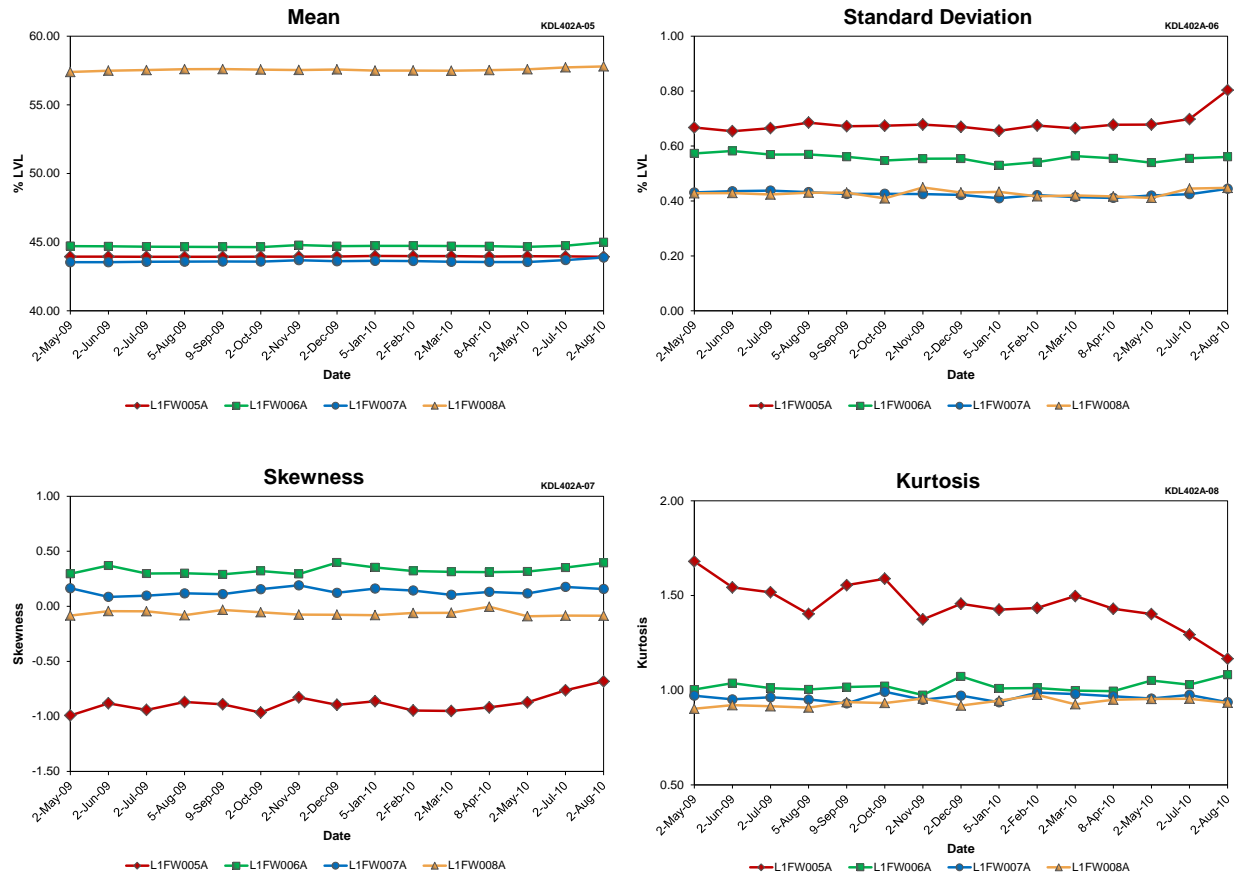 Mean
KDL402A-05
60.00
55.00
50.00
45.00
40.00
% LVL
2-May-09
2-Jun-09
2-Jul-09
5-Aug-09
9-Sep-09
2-Oct-09
2-Nov-09
2-Dec-09
5-Jan-10
2-Feb-10
2-Mar-10
8-Apr-10
2-May-10
2-Jul-10
2-Aug-10
Date
L1FW005A L1FW006A L1FW007A L1FW008A
Standard Deviation
KDL402A-06
1.00
0.80
0.60
0.40
0.20
0.00
% LVL
2-May-09
2-Jun-09
2-Jul-09
5-Aug-09
9-Sep-09
2-Oct-09
2-Nov-09
2-Dec-09
5-Jan-10
2-Feb-10
2-Mar-10
8-Apr-10
2-May-10
2-Jul-10
2-Aug-10
Date
L1FW005A L1FW006A L1FW007A L1FW008A
Skewness
KDL402A-07
1.00
0.50
0.00
-0.50
-1.00
-1.50
Skewness
2-May-09
2-Jun-09
2-Jul-09
5-Aug-09
9-Sep-09
2-Oct-09
2-Nov-09
2-Dec-09
5-Jan-10
2-Feb-10
2-Mar-10
8-Apr-10
2-May-10
2-Jul-10
2-Aug-10
Date
L1FW005A L1FW006A L1FW007A L1FW008A
Kurtosis
KDL402A-08
2.00
1.50
1.00
0.50
Kurtosis
2-May-09
2-Jun-09
2-Jul-09
5-Aug-09
9-Sep-09
2-Oct-09
2-Nov-09
2-Dec-09
5-Jan-10
2-Feb-10
2-Mar-10
8-Apr-10
2-May-10
2-Jul-10
2-Aug-10
Date
L1FW005A L1FW006A L1FW007A L1FW008A